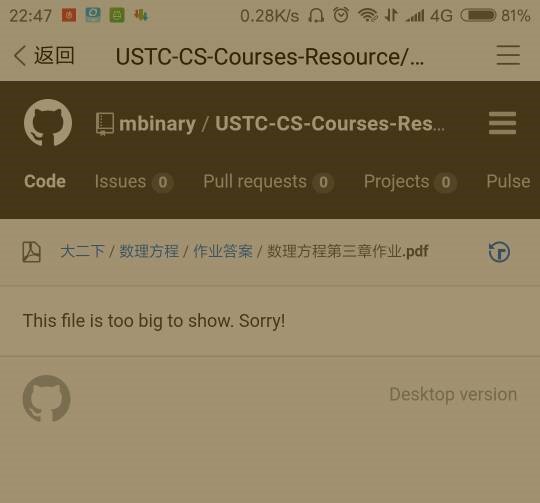 22:47 0.28K/s 4G 81%
返回 USTC-CS-Courses-Resource/...
mbinary / USTC-CS-Courses-Res...
Code Issues 0 Pull requests 0 Projects 0 Pulse
大二下 / 数理方程 / 作业答案 / 数理方程第三章作业.pdf
This file is too big to show. Sorry!
Desktop version